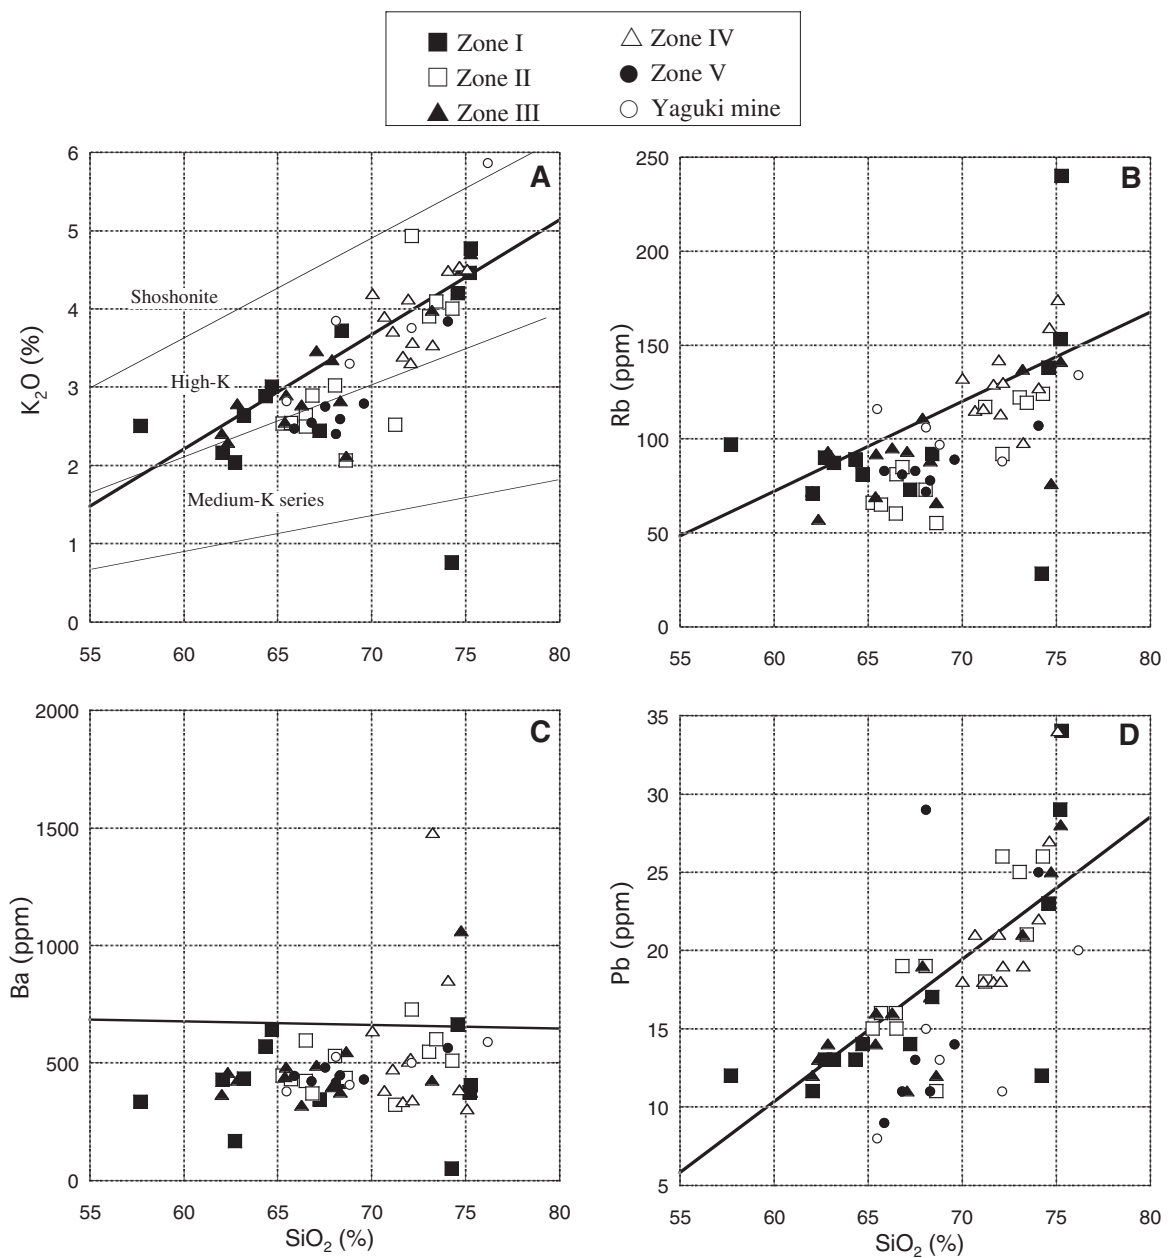 Zone I
Zone IV
Zone II
Zone V
Zone III
Yaguki mine
A
K2O (%)
6
5
4
3
2
1
0
Shoshonite
High-K
Medium-K series
55 60 65 70 75 80
B
Rb (ppm)
250
200
150
100
50
0
55 60 65 70 75 80
C
Ba (ppm)
2000
1500
1000
500
0
55 60 65 70 75 80
SiO2 (%)
D
Pb (ppm)
35
30
25
20
15
10
5
55 60 65 70 75 80
SiO2 (%)